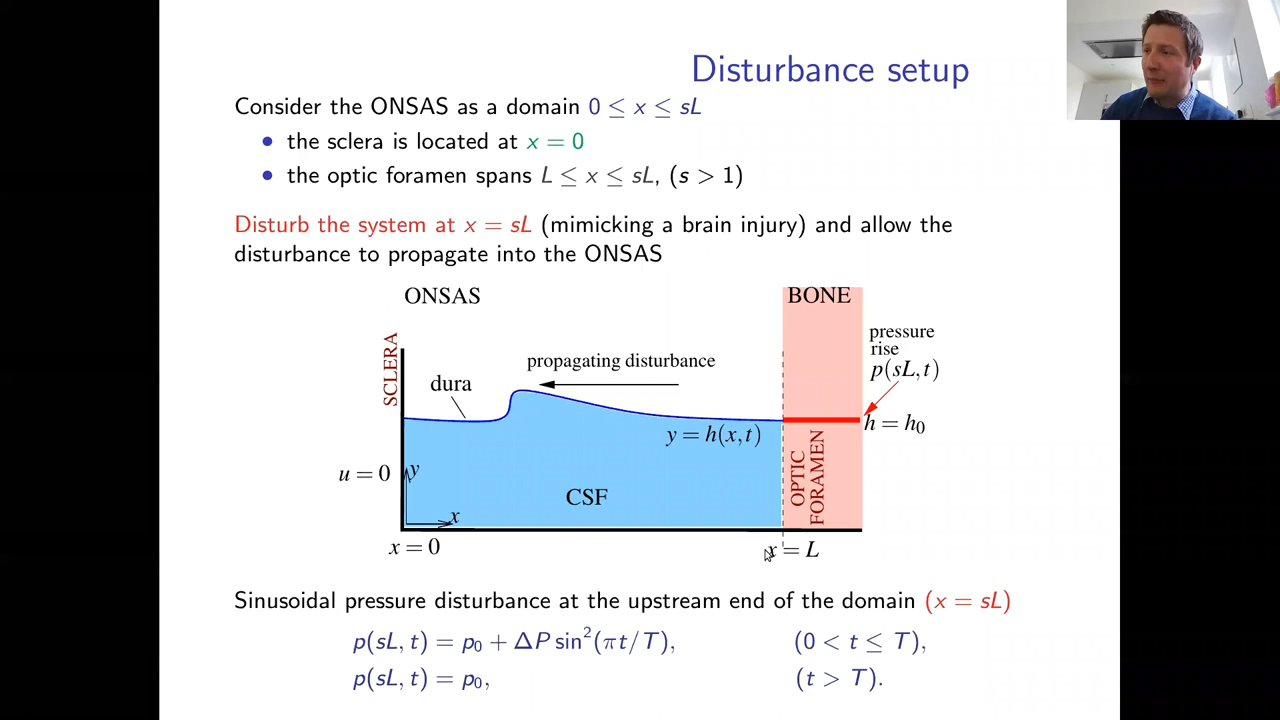 Disturbance setup
Consider the ONSAS as a domain 0 ≤ x ≤ sL
• the sclera is located at x = 0
• the optic foramen spans L ≤ x ≤ sL, (s > 1)
Disturb the system at x = sL (mimicking a brain injury) and allow the
disturbance to propagate into the ONSAS
ONSAS
BONE
SCLERA
dura
propagating disturbance
pressure
rise
p(sL,t)
y = h(x,t)
h = h₀
u = 0
y
CSF
OPTIC
FORAMEN
x
x = 0
x = L
Sinusoidal pressure disturbance at the upstream end of the domain (x = sL)
p(sL, t) = p₀ + ΔP sin²(πt/T), (0 < t ≤ T),
p(sL, t) = p₀, (t > T).